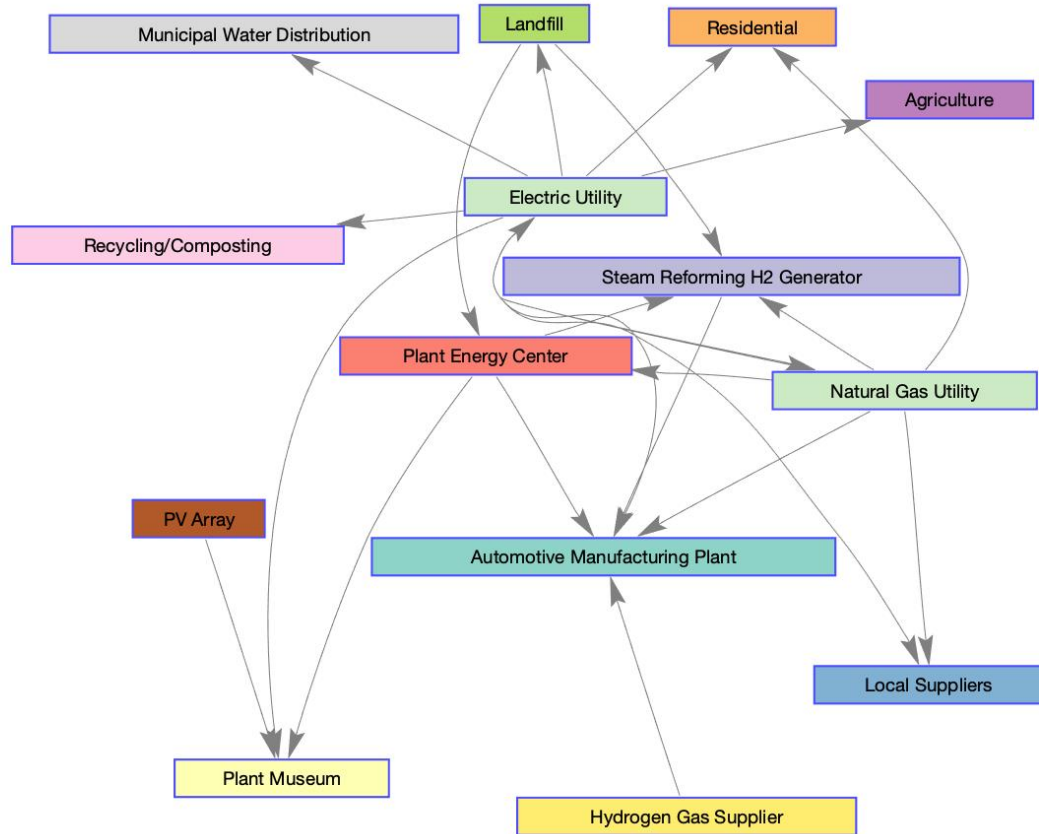 Landfill
Residential
Municipal Water Distribution
Agriculture
Electric Utility
Recycling/Composting
Steam Reforming H2 Generator
Plant Energy Center
Natural Gas Utility
PV Array
Automotive Manufacturing Plant
Local Suppliers
Plant Museum
Hydrogen Gas Supplier